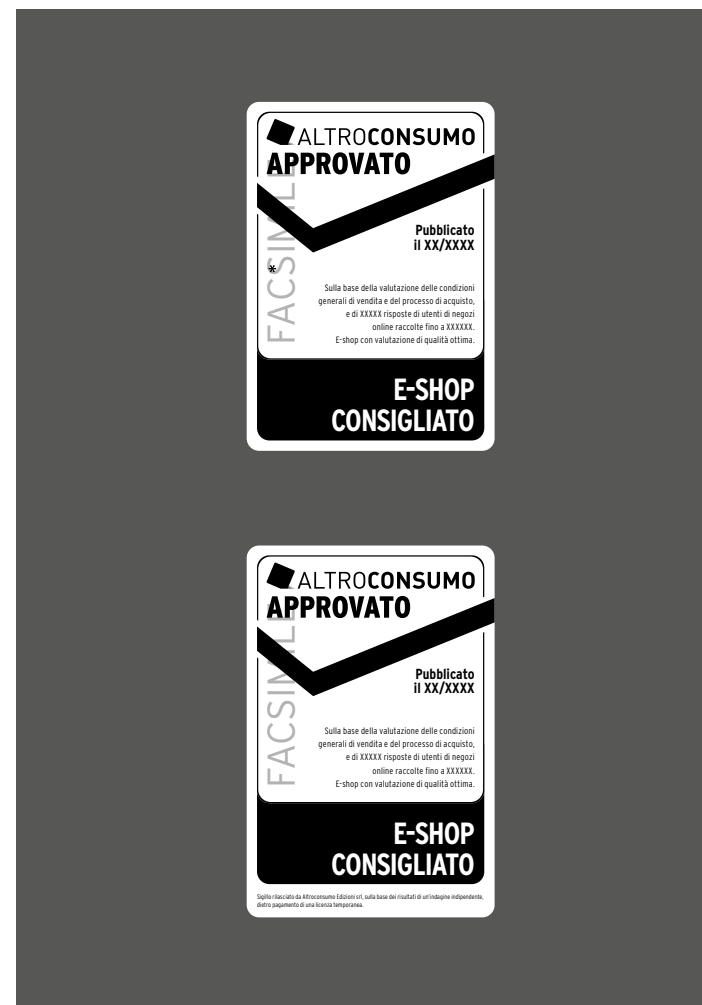 ALTROCONSUMO
APPROVATO
FACSIMILE
*
Pubblicato
il XX/XXXX
Sulla base della valutazione delle condizioni
generali di vendita e del processo di acquisto,
e di XXXXX risposte di utenti di negozi
online raccolte fino a XXXXXX.
E-shop con valutazione di qualità ottima.
E-SHOP
CONSIGLIATO
ALTROCONSUMO
APPROVATO
FACSIMILE
Pubblicato
il XX/XXXX
Sulla base della valutazione delle condizioni
generali di vendita e del processo di acquisto,
e di XXXXX risposte di utenti di negozi
online raccolte fino a XXXXXX.
E-shop con valutazione di qualità ottima.
E-SHOP
CONSIGLIATO
Sigillo rilasciato da Altroconsumo Edizioni srl, sulla base dei risultati di un'indagine indipendente,
dietro pagamento di una licenza temporanea.